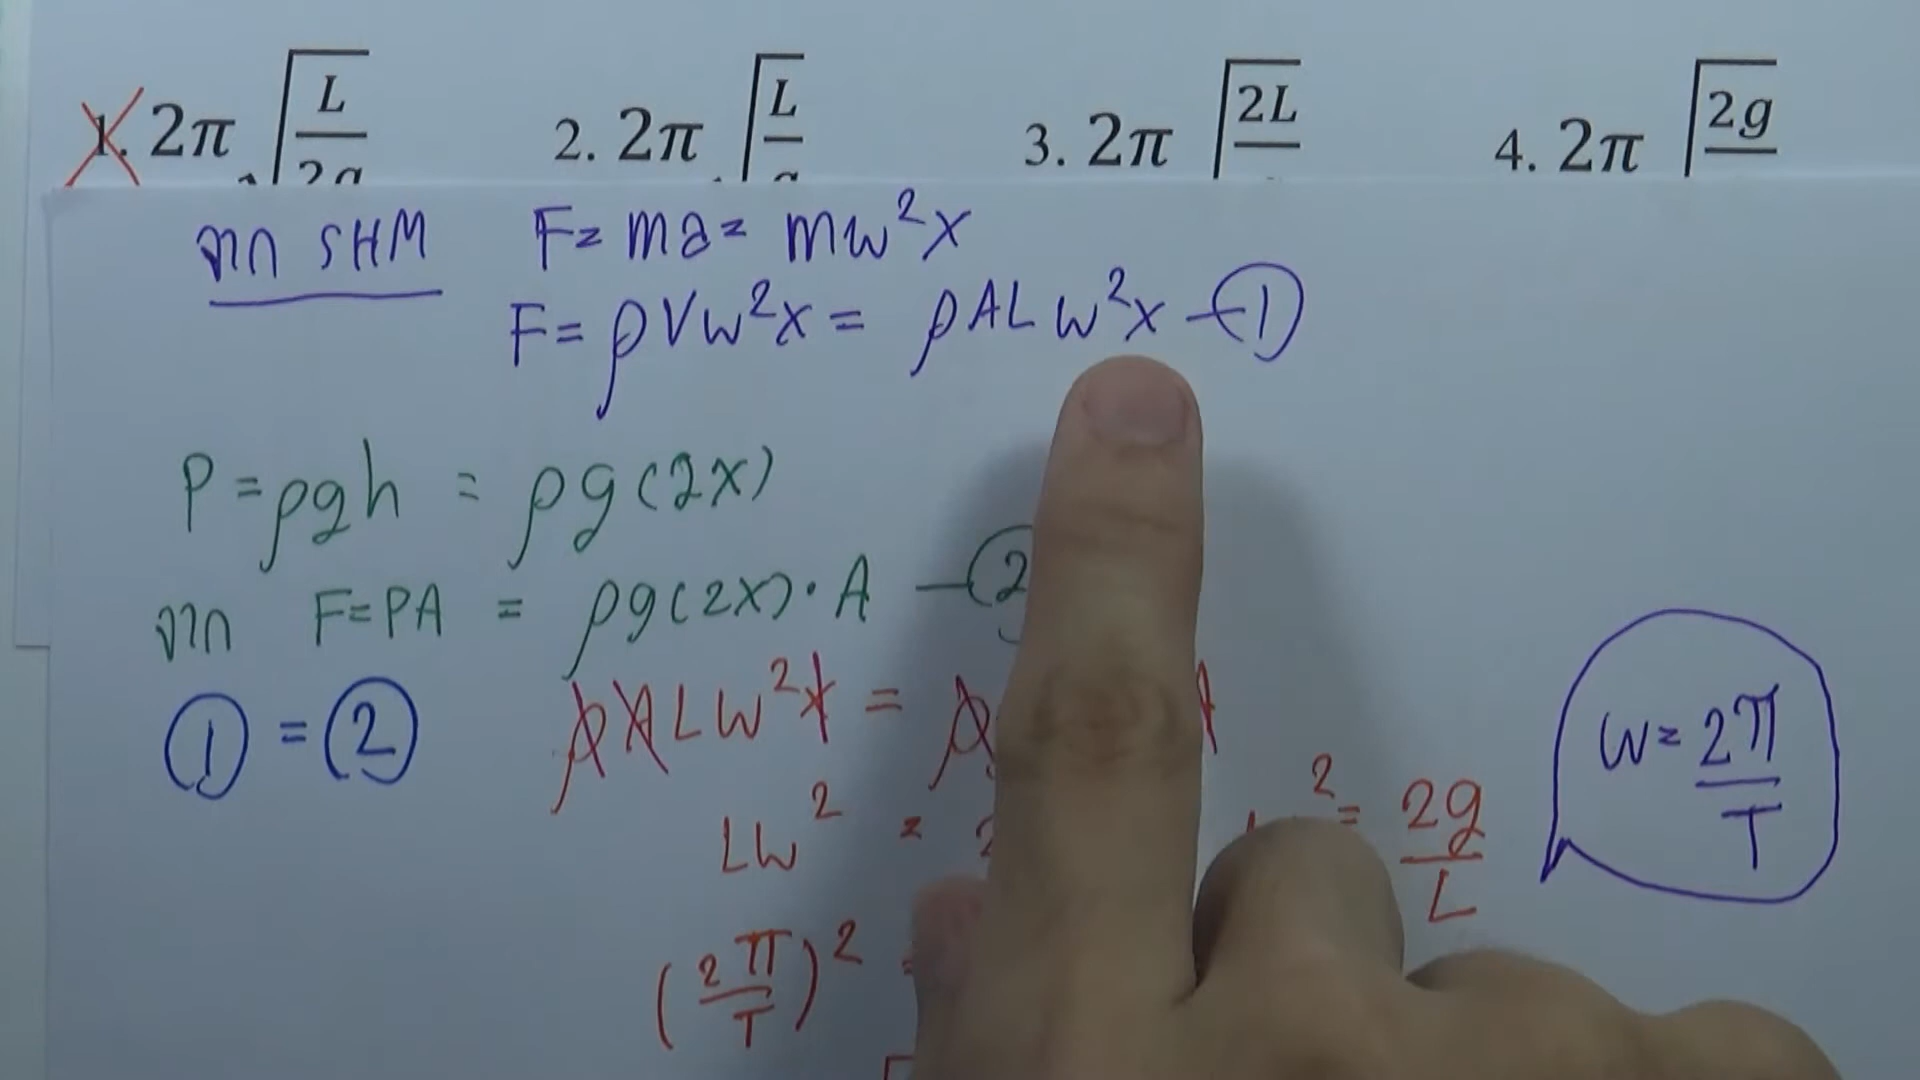 1. 2π √L/2g 2. 2π √L/g 3. 2π √2L/ 4. 2π √2g/
จาก SHM F = ma = mw²x
F = ρVw²x = ρALw²x —①
P = ρgh = ρg(2x)
จาก F = PA = ρg(2x)·A —②
① = ② ρALw²x = ρ
Lw² = 2 ² = 2g/L
w = 2π/T
(2π/T)² =